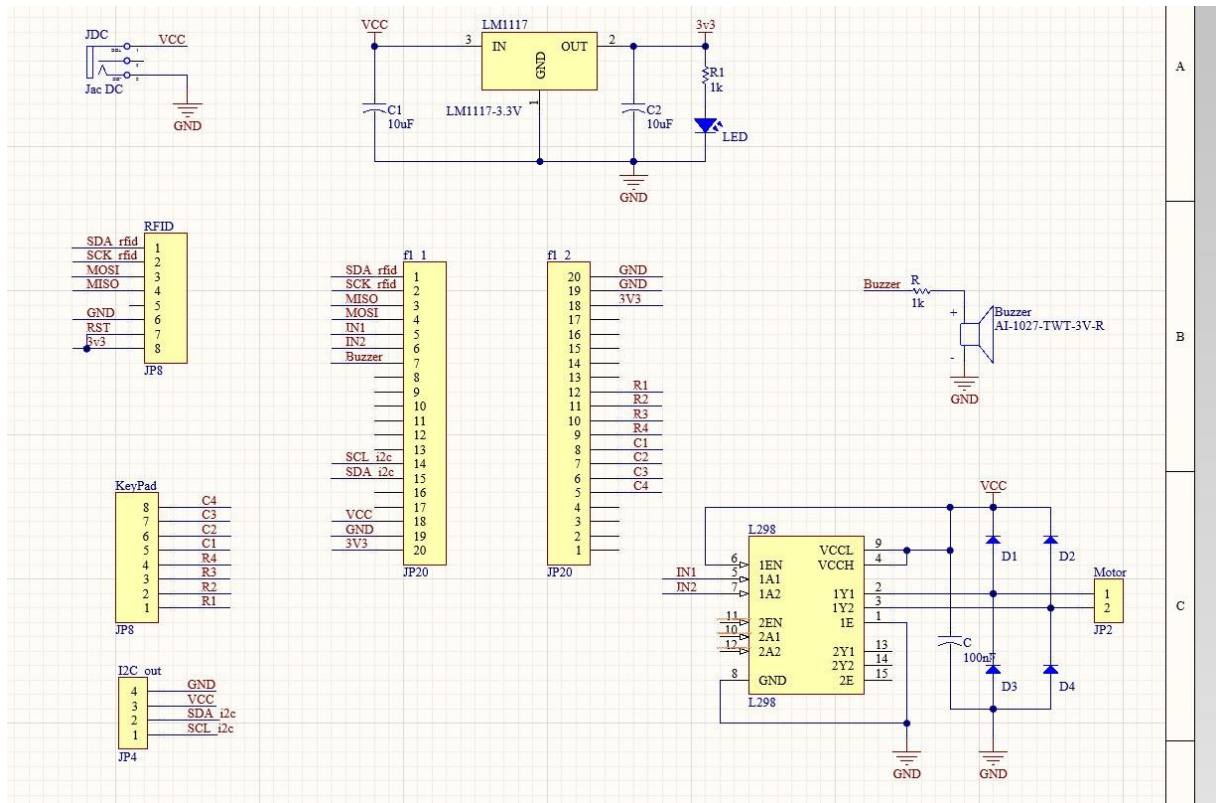 JDC
VCC
Jac DC
GND
VCC
LM1117
3v3
3
IN
OUT
2
GND
1
C1
10uF
LM1117-3.3V
C2
10uF
R1
1k
LED
GND
A
RFID
SDA_rfid 1
SCK_rfid 2
MOSI 3
MISO 4
5
GND 6
RST 7
3v3 8
JP8
f1_1
SDA_rfid 1
SCK_rfid 2
MISO 3
MOSI 4
IN1 5
IN2 6
Buzzer 7
8
9
10
11
12
13
SCL_i2c 14
SDA_i2c 15
16
17
VCC 18
GND 19
3V3 20
JP20
f1_2
20 GND
19 GND
18 3V3
17
16
15
14
13
12 R1
11 R2
10 R3
9 R4
8 C1
7 C2
6 C3
5 C4
4
3
2
1
JP20
Buzzer
R
1k
+
Buzzer
AI-1027-TWT-3V-R
-
GND
B
KeyPad
8 C4
7 C3
6 C2
5 C1
4 R4
3 R3
2 R2
1 R1
JP8
I2C_out
4 GND
3 VCC
2 SDA_i2c
1 SCL_i2c
JP4
VCC
L298
6 1EN
IN1 5 1A1
IN2 7 1A2
11 2EN
10 2A1
12 2A2
8 GND
VCCL 9
VCCH 4
1Y1 2
1Y2 3
1E 1
2Y1 13
2Y2 14
2E 15
L298
C
100nF
D1
D2
D3
D4
Motor
1
2
JP2
GND
GND
C